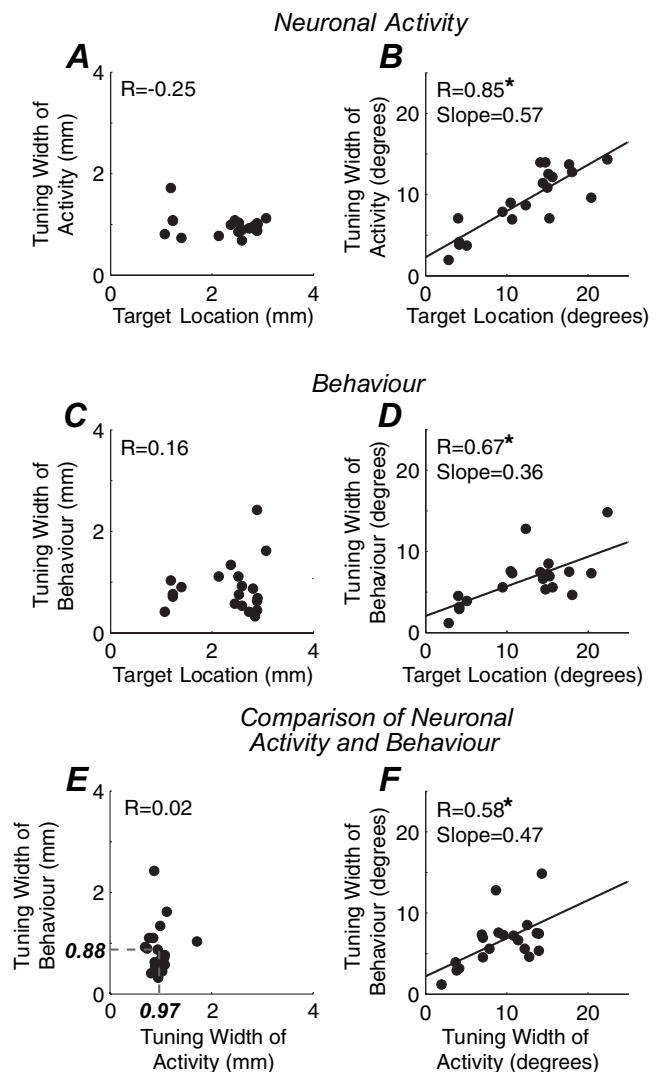 Neuronal Activity
A
R=-0.25
Tuning Width of
Activity (mm)
4
2
0
0 2 4
Target Location (mm)
B
R=0.85*
Slope=0.57
Tuning Width of
Activity (degrees)
20
10
0
0 10 20
Target Location (degrees)
Behaviour
C
R=0.16
Tuning Width of
Behaviour (mm)
4
2
0
0 2 4
Target Location (mm)
D
R=0.67*
Slope=0.36
Tuning Width of
Behaviour (degrees)
20
10
0
0 10 20
Target Location (degrees)
Comparison of Neuronal
Activity and Behaviour
E
R=0.02
Tuning Width of
Behaviour (mm)
4
2
0.88
0
0 0.97 2 4
Tuning Width of
Activity (mm)
F
R=0.58*
Slope=0.47
Tuning Width of
Behaviour (degrees)
20
10
0
0 10 20
Tuning Width of
Activity (degrees)